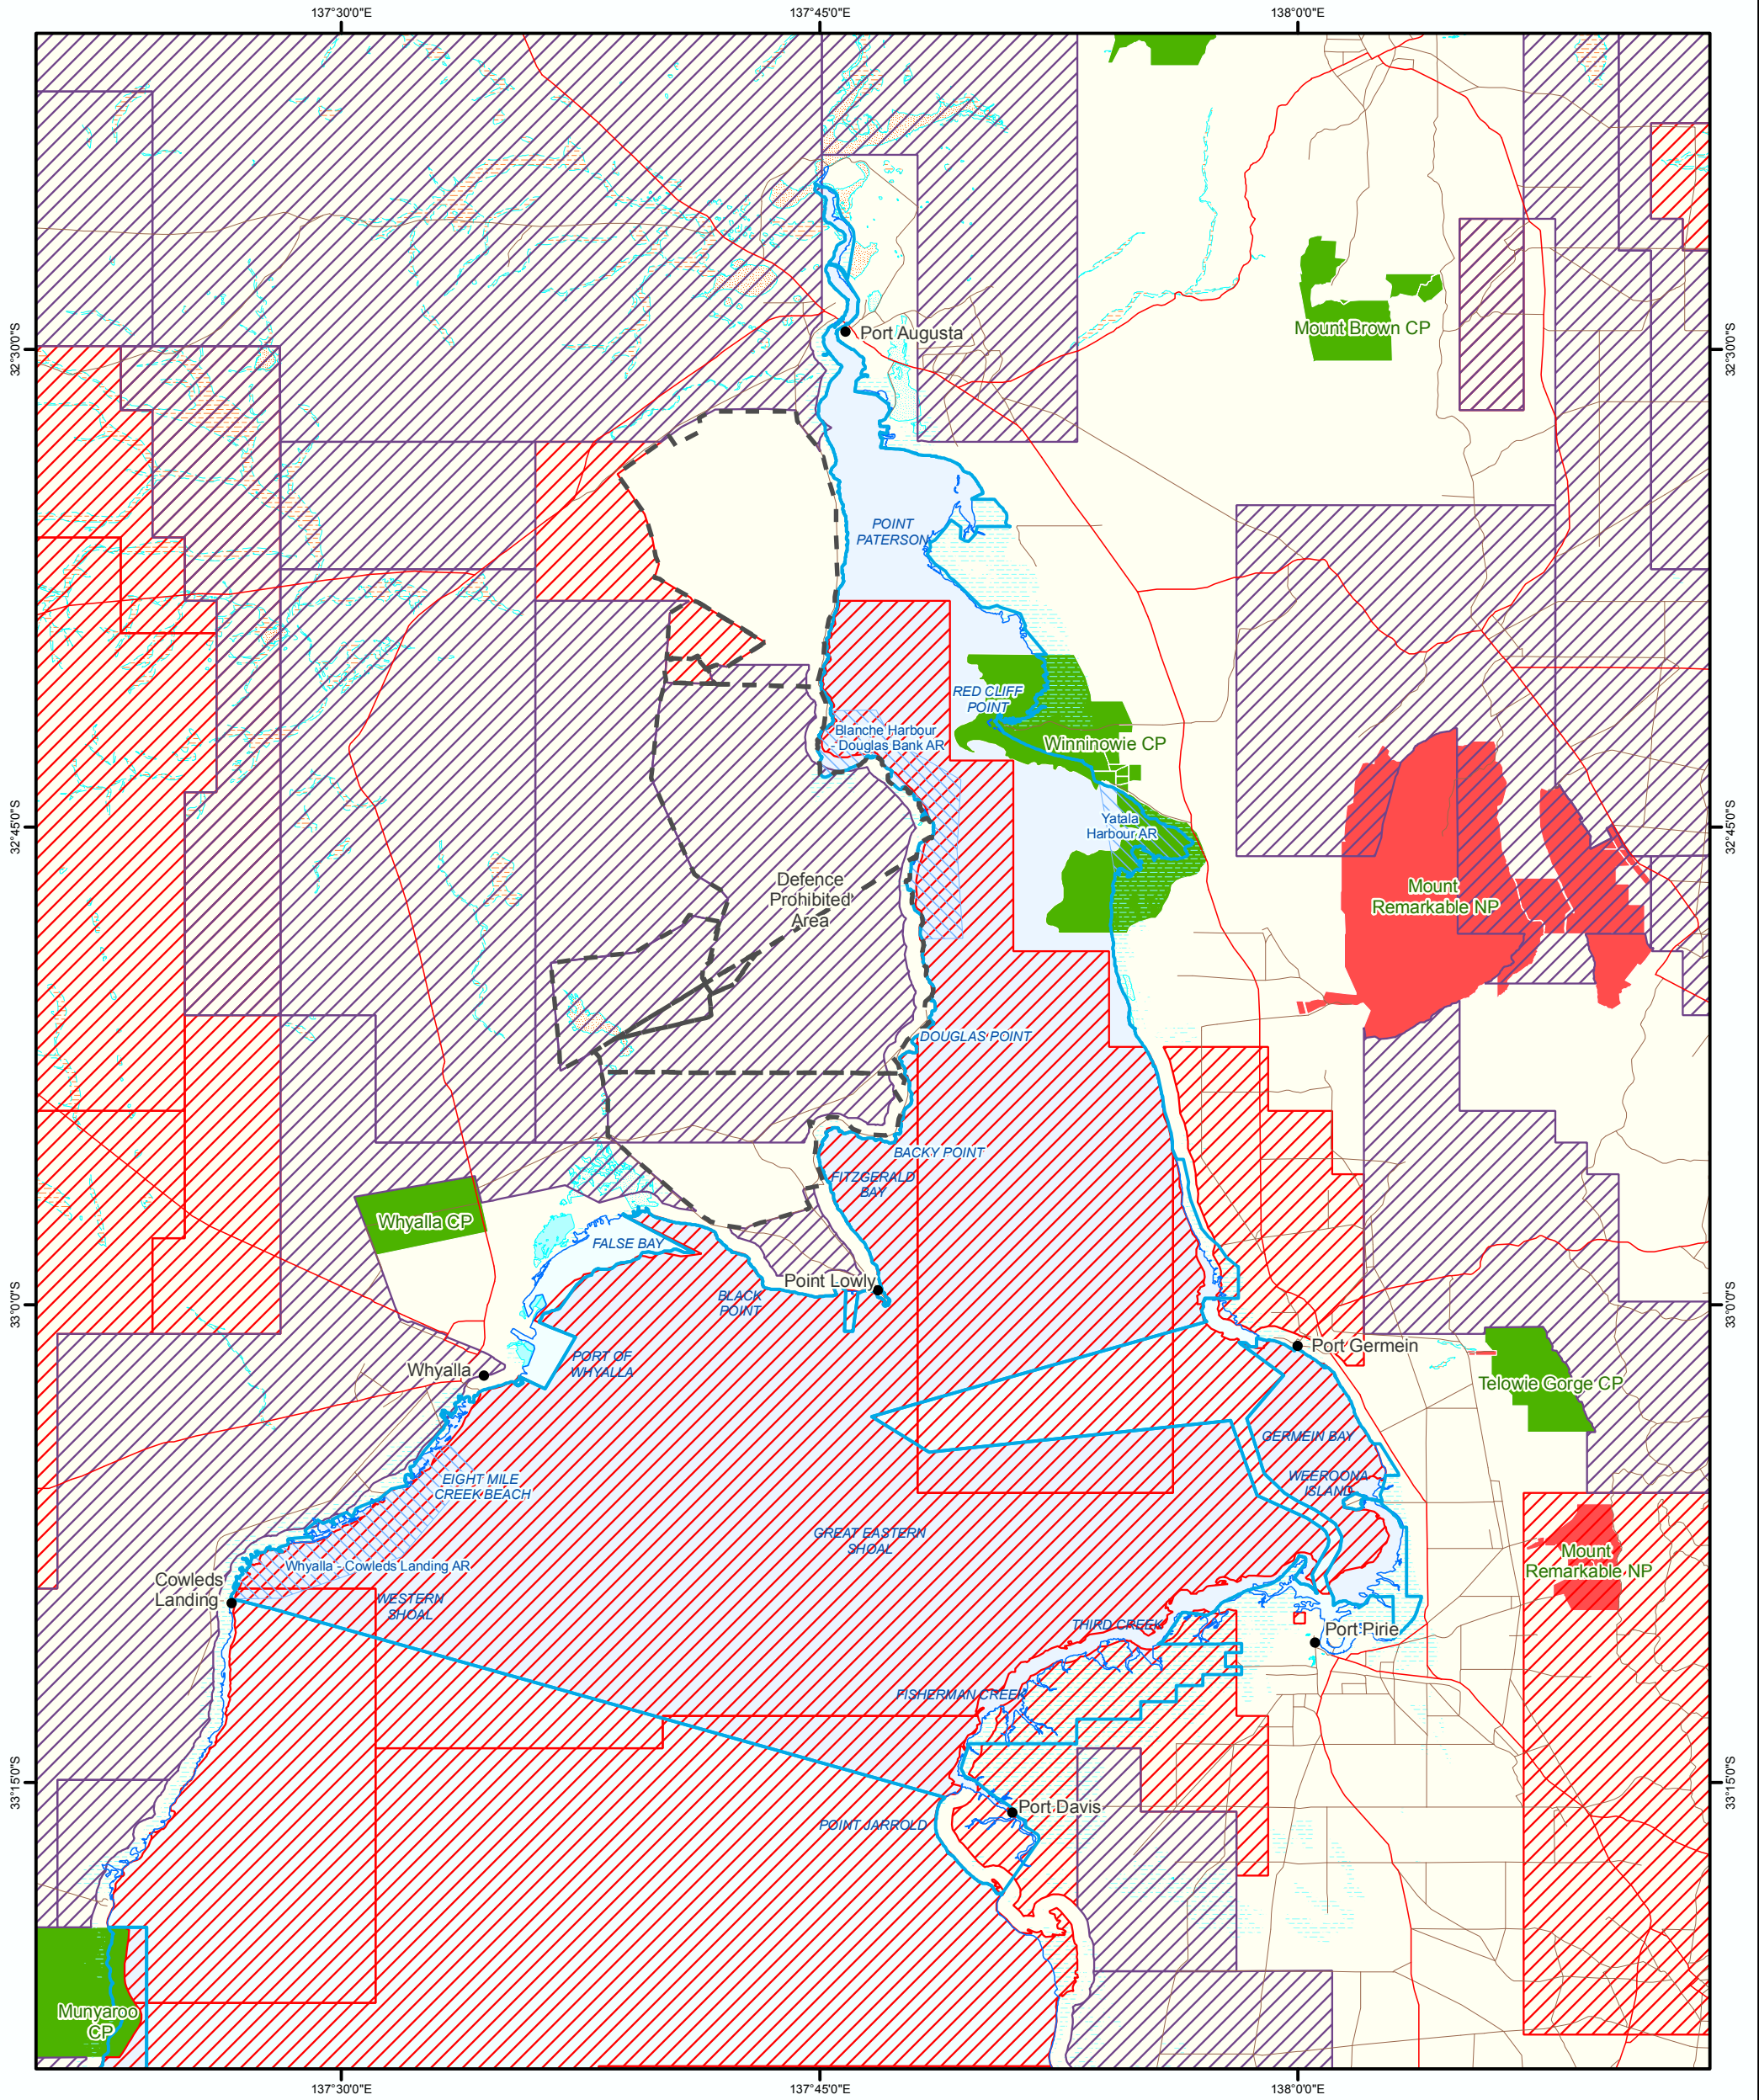 137°30'0"E
137°45'0"E
138°0'0"E
32°30'0"S
Port Augusta
Mount Brown CP
32°30'0"S
POINT
PATERSON
RED CLIFF
POINT
Blanche Harbour
- Douglas Bank AR
Winninowie CP
32°45'0"S
Yatala
Harbour AR
32°45'0"S
Defence
Prohibited
Area
Mount
Remarkable NP
DOUGLAS POINT
BACKY POINT
FITZGERALD
BAY
Whyalla CP
FALSE BAY
Point Lowly
BLACK
POINT
33°0'0"S
33°0'0"S
Port Germein
PORT OF
WHYALLA
Whyalla
Telowie Gorge CP
GERMEIN BAY
EIGHT MILE
CREEK BEACH
WEEROONA
ISLAND
GREAT EASTERN
SHOAL
Whyalla - Cowleds Landing AR
Mount
Remarkable NP
Cowleds
Landing
WESTERN
SHOAL
THIRD CREEK
Port Pirie
FISHERMAN CREEK
33°15'0"S
33°15'0"S
Port Davis
POINT JARROLD
Munyaroo
CP
137°30'0"E
137°45'0"E
138°0'0"E